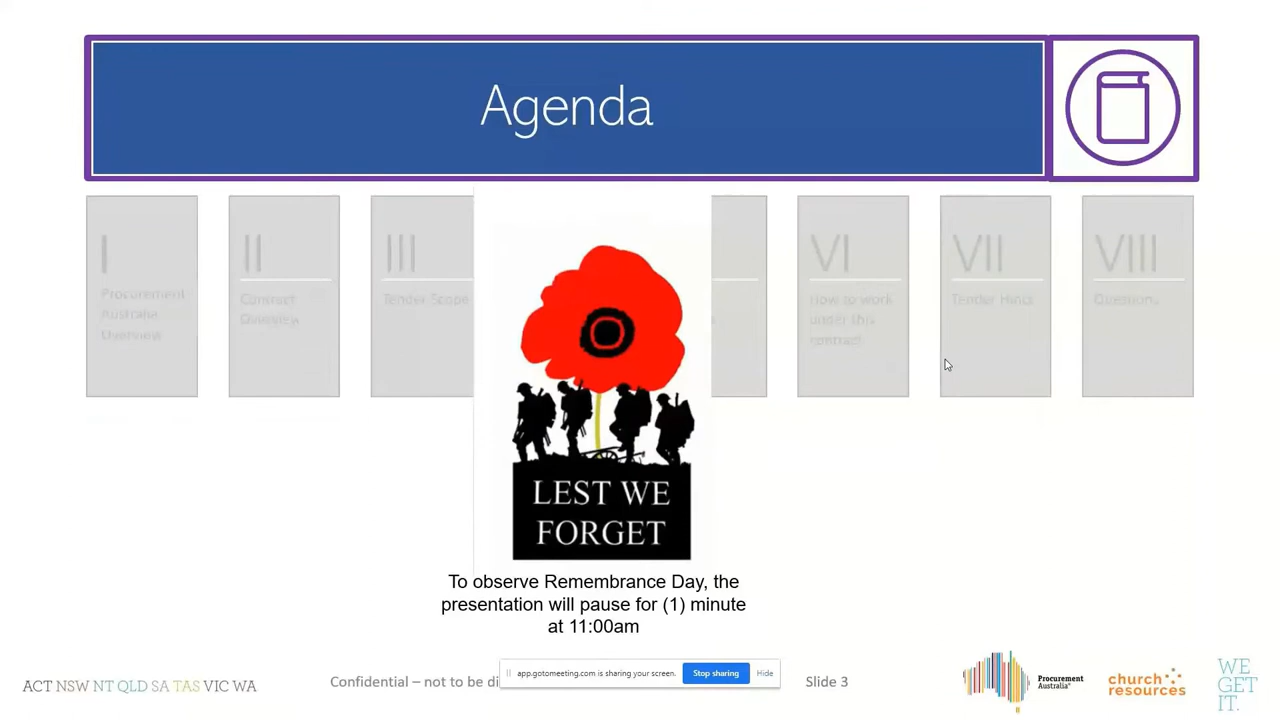 Agenda
I
Procurement
Australia
Overview
II
Contract
Overview
III
Tender Scope
VI
How to work
under this
contract
VII
Tender Hints
VIII
Questions
LEST WE
FORGET
To observe Remembrance Day, the
presentation will pause for (1) minute
at 11:00am
ACT NSW NT QLD SA TAS VIC WA
Confidential – not to be
app.gotomeeting.com is sharing your screen.
Stop sharing
Hide
Slide 3
Procurement
Australia
church
resources
WE
GET
IT.